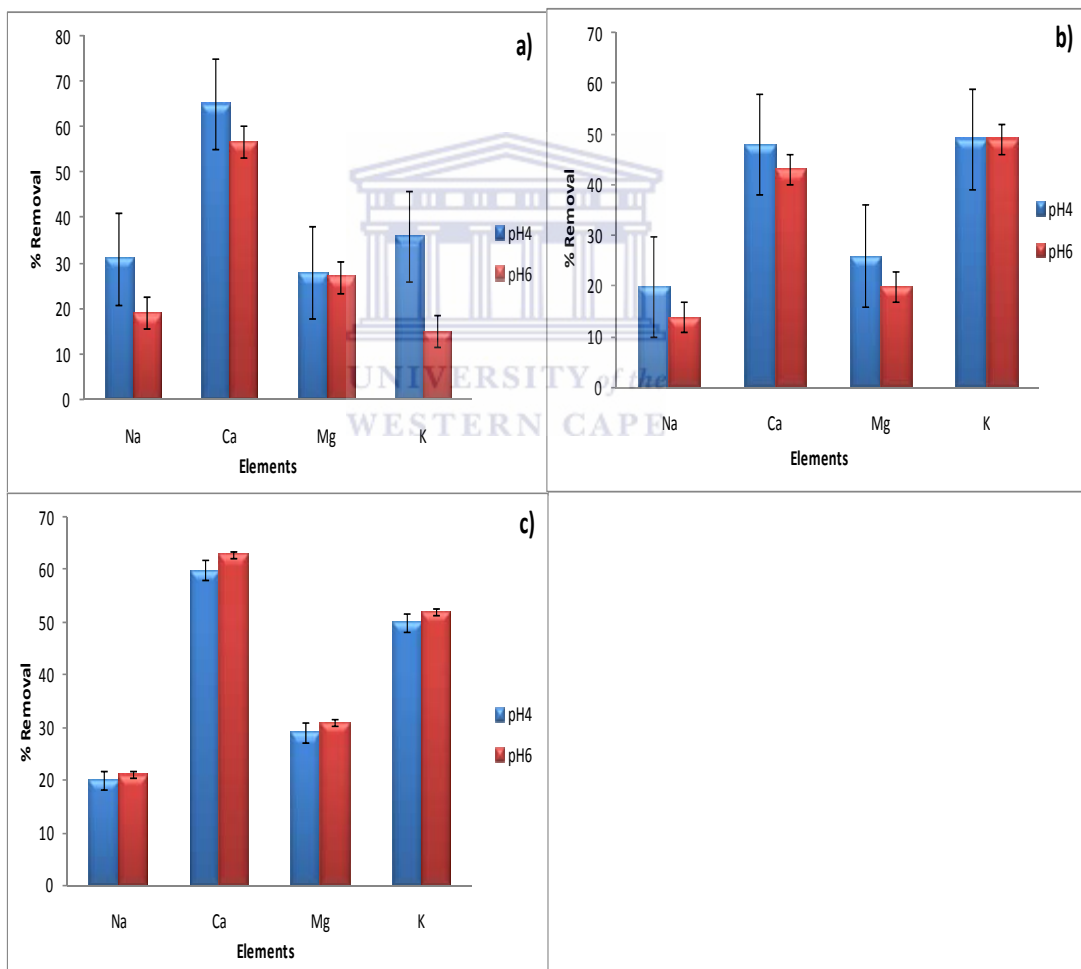 a)
% Removal
80
70
60
50
40
30
20
10
0
Na Ca Mg K
Elements
pH4
pH6
b)
% Removal
70
60
50
40
30
20
10
0
Na Ca Mg K
Elements
pH4
pH6
UNIVERSITY of the
WESTERN CAPE
c)
% Removal
70
60
50
40
30
20
10
0
Na Ca Mg K
Elements
pH4
pH6